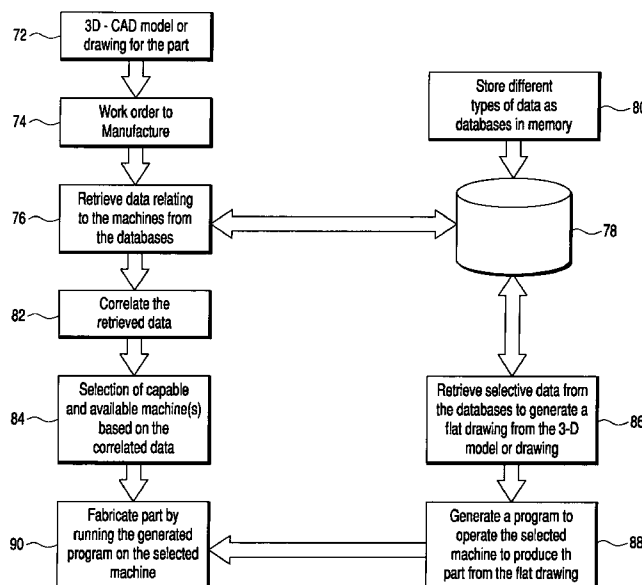 72
3D - CAD model or
drawing for the part
74
Work order to
Manufacture
76
Retrieve data relating
to the machines from
the databases
82
Correlate the
retrieved data
84
Selection of capable
and available machine(s)
based on the
correlated data
90
Fabricate part by
running the generated
program on the selected
machine
Store different
types of data as
databases in memory
80
78
Retrieve selective data from
the databases to generate a
flat drawing from the 3-D
model or drawing
86
Generate a program to
operate the selected
machine to produce th
part from the flat drawing
88